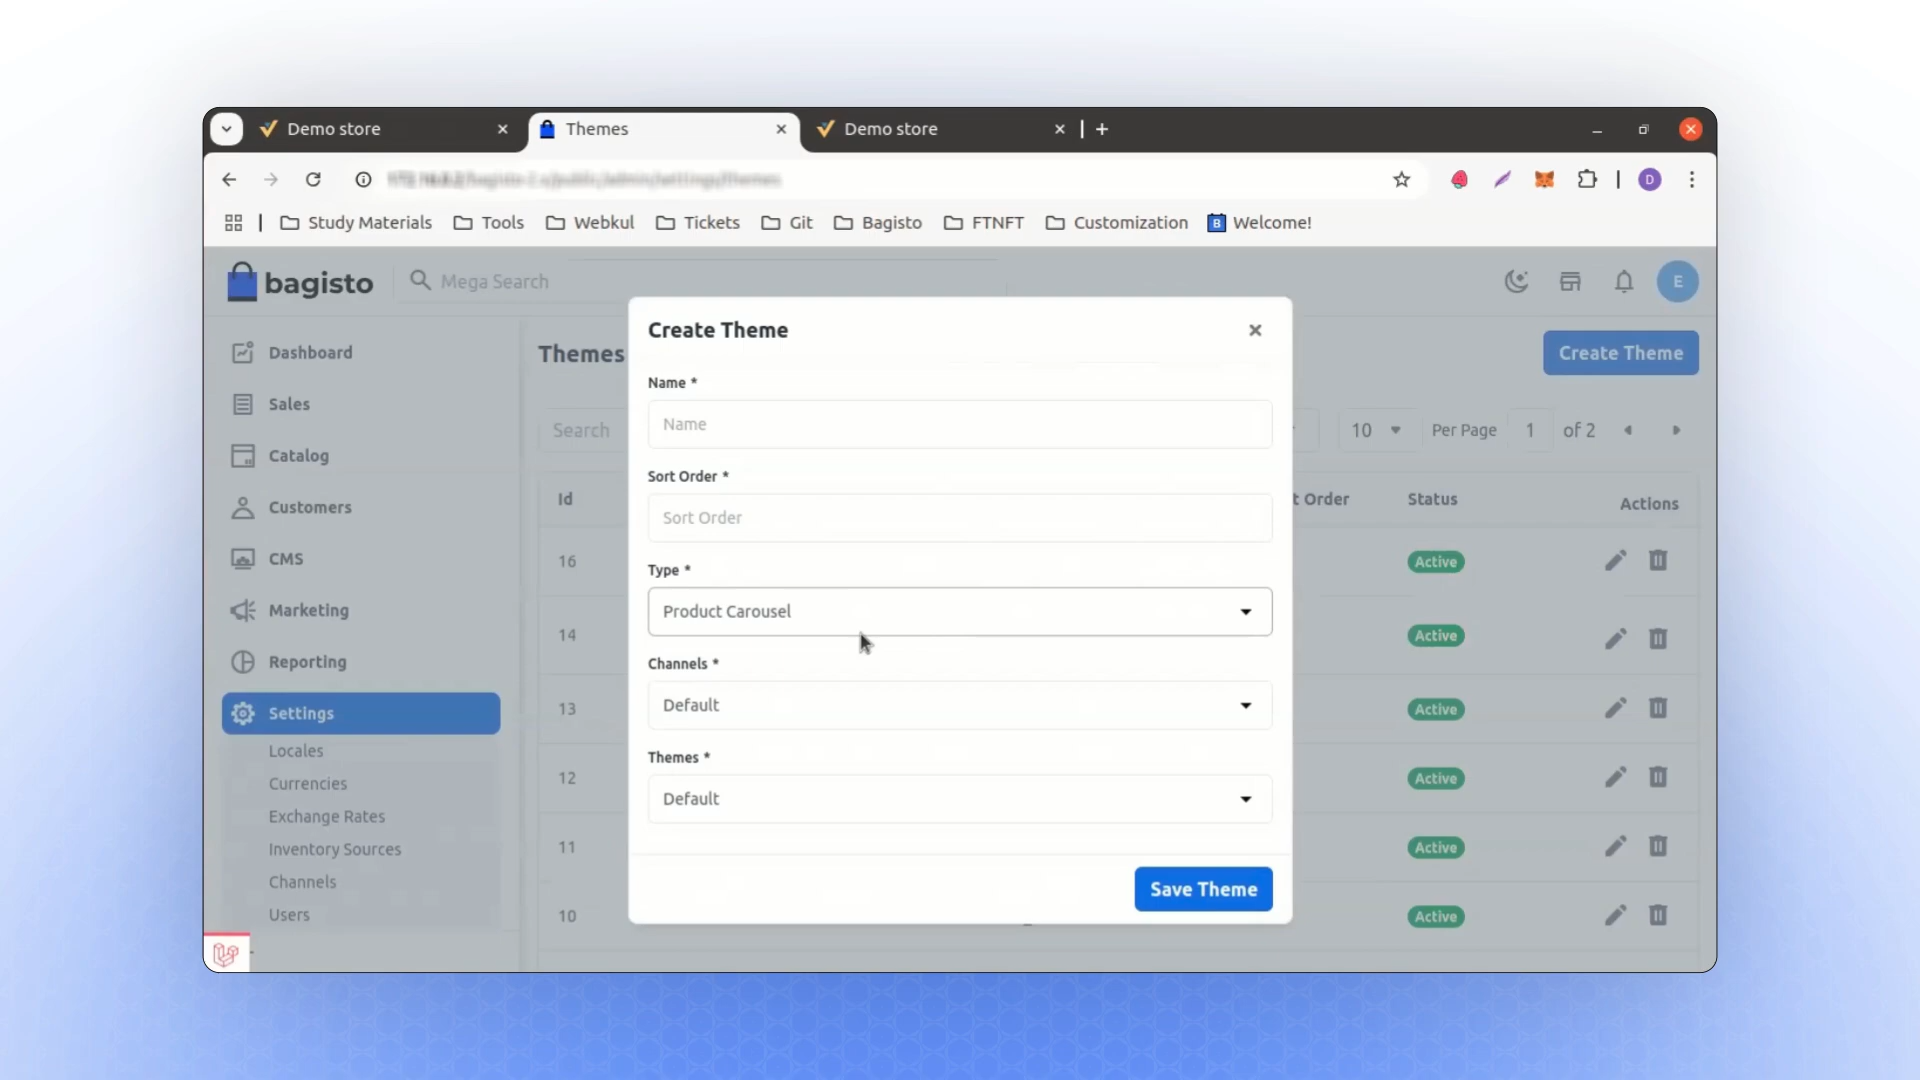 Demo store
Themes
Demo store
D
Study Materials
Tools
Webkul
Tickets
Git
Bagisto
FTNFT
Customization
B
Welcome!
bagisto
Mega Search
E
Dashboard
Sales
Catalog
Customers
CMS
Marketing
Reporting
Settings
Locales
Currencies
Exchange Rates
Inventory Sources
Channels
Users
Themes
Create Theme
Search
10
Per Page
1
of 2
Id
t Order
Status
Actions
16
Active
14
Active
13
Active
12
Active
11
Active
10
Active
Create Theme
Name *
Name
Sort Order *
Sort Order
Type *
Product Carousel
Channels *
Default
Themes *
Default
Save Theme